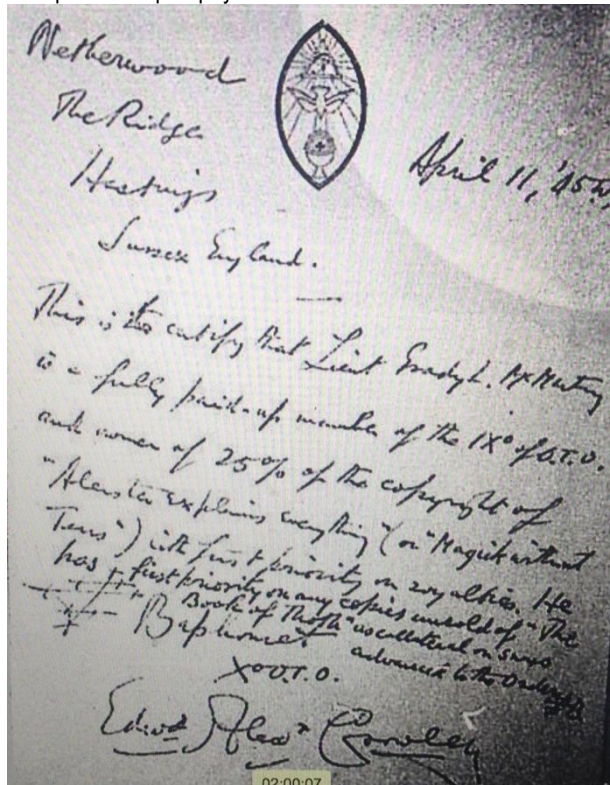 Netherwood
The Ridge
Hastings
Sussex England.
April 11, '45
This is to certify that Lieut Grady L. McMurtry
is a fully paid-up member of the IX° of O.T.O.
and owner of 25% of the copyright of
"Aleister Explains Everything" (or "Magick without
Tears") with first priority on royalties. He
has first priority on any copies unsold of "The
Book of Thoth" as collateral on sums
advanced to the Order
Baphomet
X° O.T.O.
Edwd Alexr Crowley
02:00:07